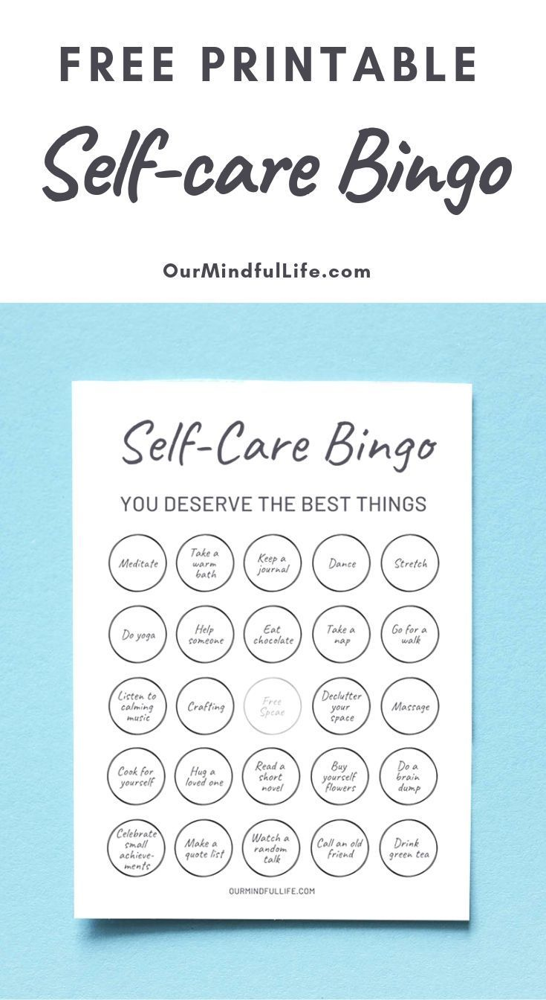 FREE PRINTABLE
Self-care Bingo
OurMindfulLife.com
Self-Care Bingo
YOU DESERVE THE BEST THINGS
Meditate
Take a
warm
bath
Keep a
journal
Dance
Stretch
Do yoga
Help
someone
Eat
chocolate
Take a
nap
Go for a
walk
Listen to
calming
music
Crafting
Free
Spcae
Declutter
your
space
Massage
Cook for
yourself
Hug a
loved one
Read a
short
novel
Buy
yourself
flowers
Do a
brain
dump
Celebrate
small
achieve-
ments
Make a
quote list
Watch a
random
talk
Call an old
friend
Drink
green tea
OURMINDFULLIFE.COM